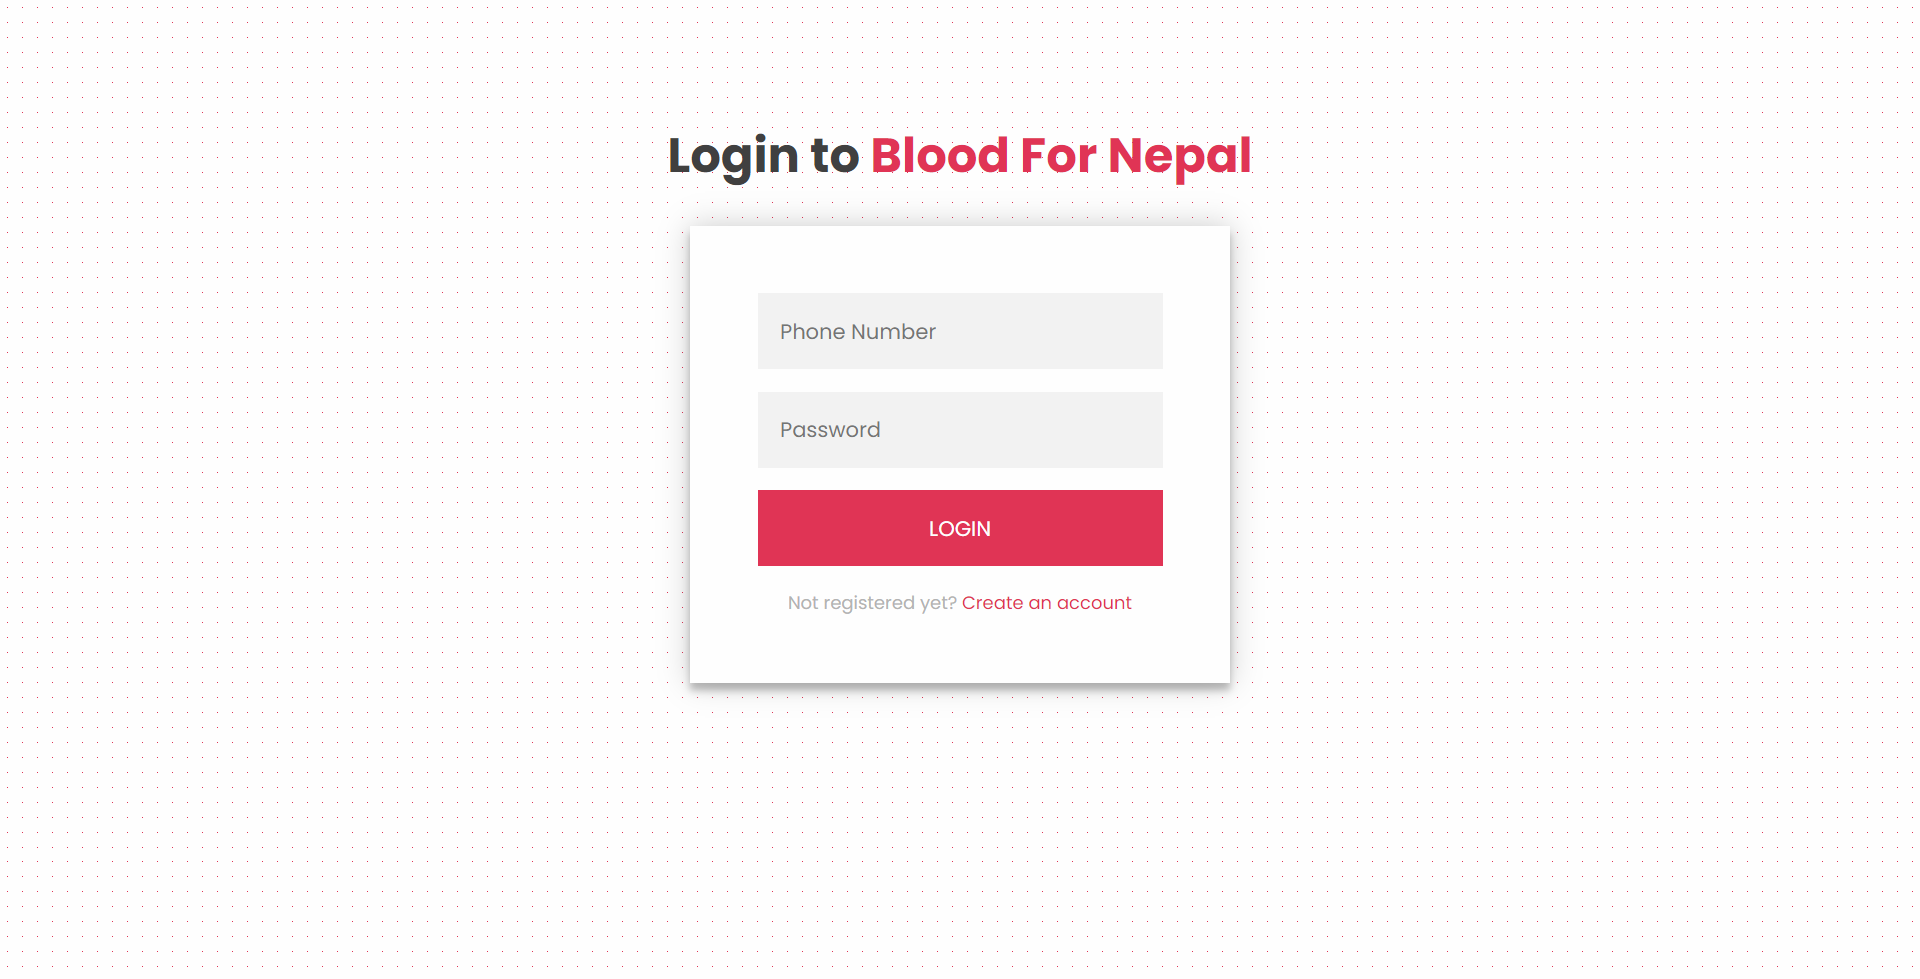 Login to Blood For Nepal
Phone Number
Password
LOGIN
Not registered yet? Create an account